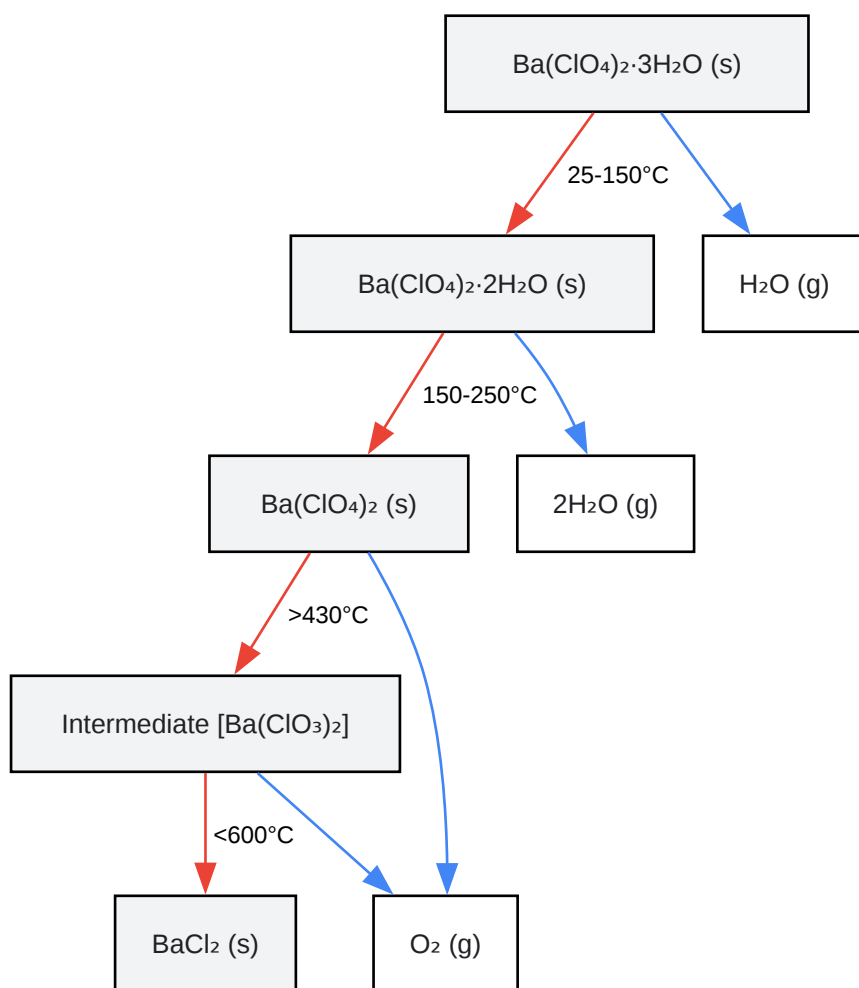 Ba(ClO₄)₂·3H₂O (s)
25-150°C
Ba(ClO₄)₂·2H₂O (s)
H₂O (g)
150-250°C
Ba(ClO₄)₂ (s)
2H₂O (g)
>430°C
Intermediate [Ba(ClO₃)₂]
<600°C
BaCl₂ (s)
O₂ (g)